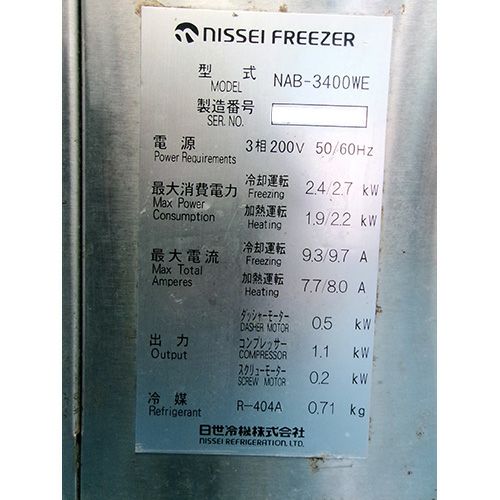 NISSEI FREEZER
型式 NAB-3400WE
MODEL
製造番号
SER. NO.
電源 3相200V 50/60Hz
Power Requirements
最大消費電力 冷却運転 2.4/2.7 kW
Max Power Freezing
Consumption 加熱運転 1.9/2.2 kW
Heating
最大電流 冷却運転 9.3/9.7 A
Max Total Freezing
Amperes 加熱運転 7.7/8.0 A
Heating
ダッシャーモーター 0.5 kW
DASHER MOTOR
出力 コンプレッサー 1.1 kW
Output COMPRESSOR
スクリューモーター 0.2 kW
SCREW MOTOR
冷媒 R-404A 0.71 kg
Refrigerant
日世冷機株式会社
NISSEI REFRIGERATION, LTD.